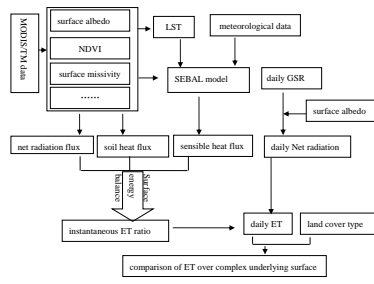 MODIS/TM data
surface albedo
NDVI
surface missivity
......
LST
meteorological data
SEBAL model
daily GSR
surface albedo
net radiation flux
soil heat flux
sensible heat flux
daily Net radiation
Surface
energy
balance
instantaneous ET ratio
daily ET
land cover type
comparison of ET over complex underlying surface